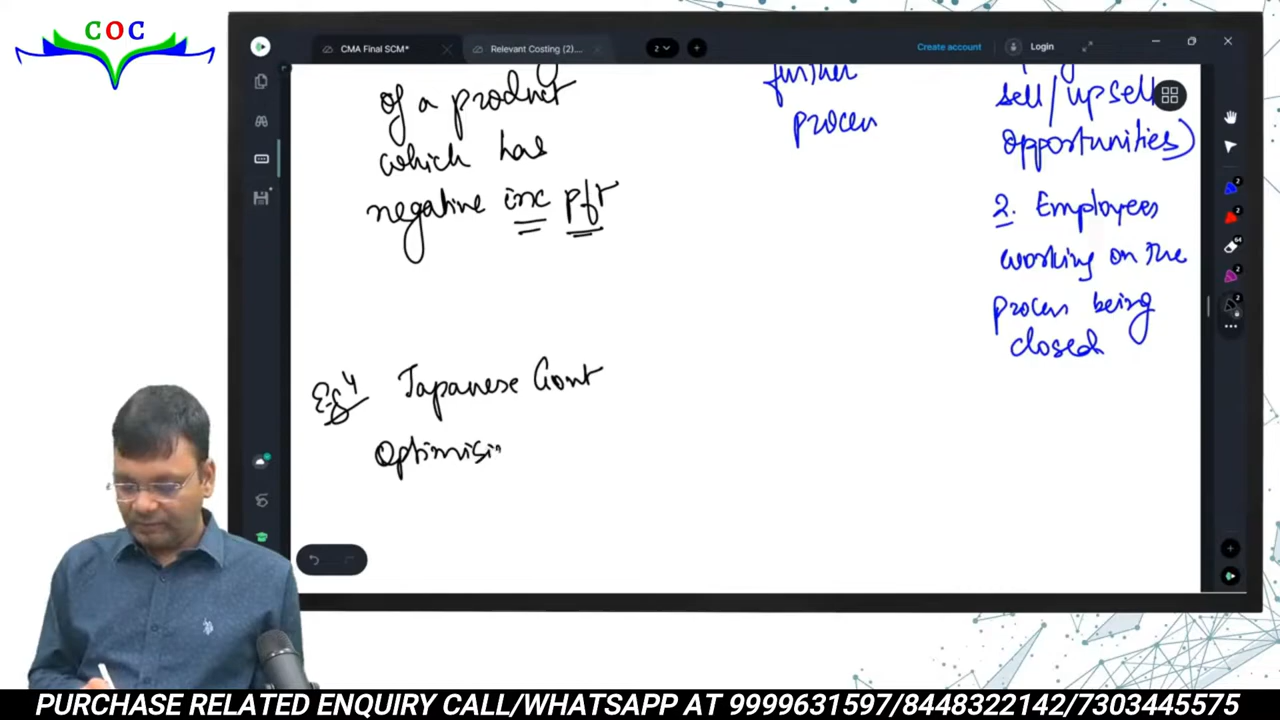 COC
CMA Final SCM*
Relevant Costing (2)....
2
Create account
Login
of a product
which has
negative inc pft
further
process
sell/upsell
opportunities)
2. Employees
working on the
process being
closed
Eg 4 Japanese Govt
Optimisi
PURCHASE RELATED ENQUIRY CALL/WHATSAPP AT 9999631597/8448322142/7303445575